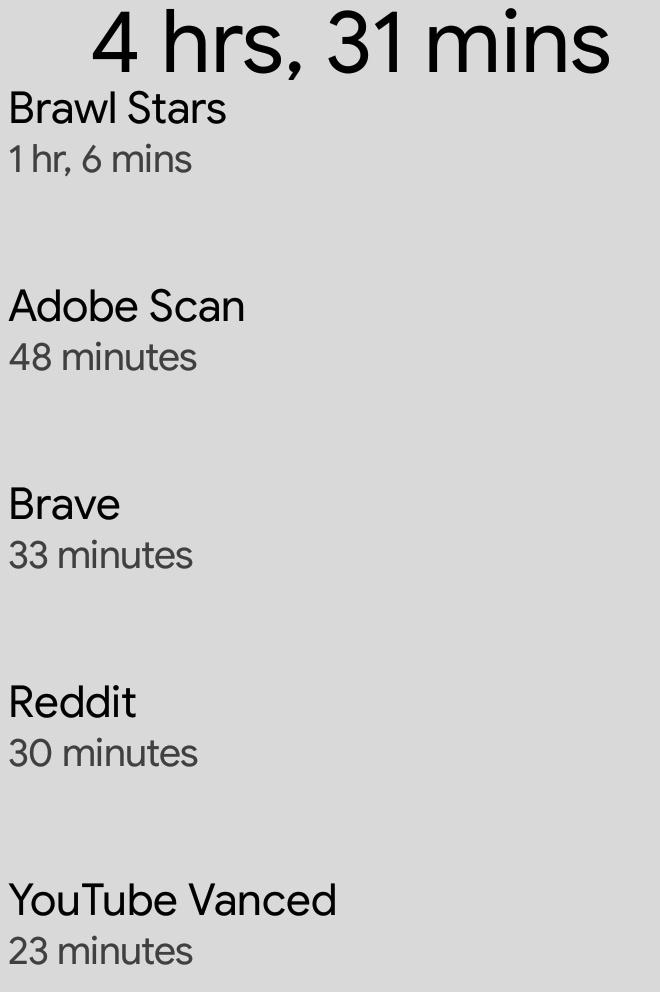 4 hrs, 31 mins
Brawl Stars
1 hr, 6 mins
Adobe Scan
48 minutes
Brave
33 minutes
Reddit
30 minutes
YouTube Vanced
23 minutes